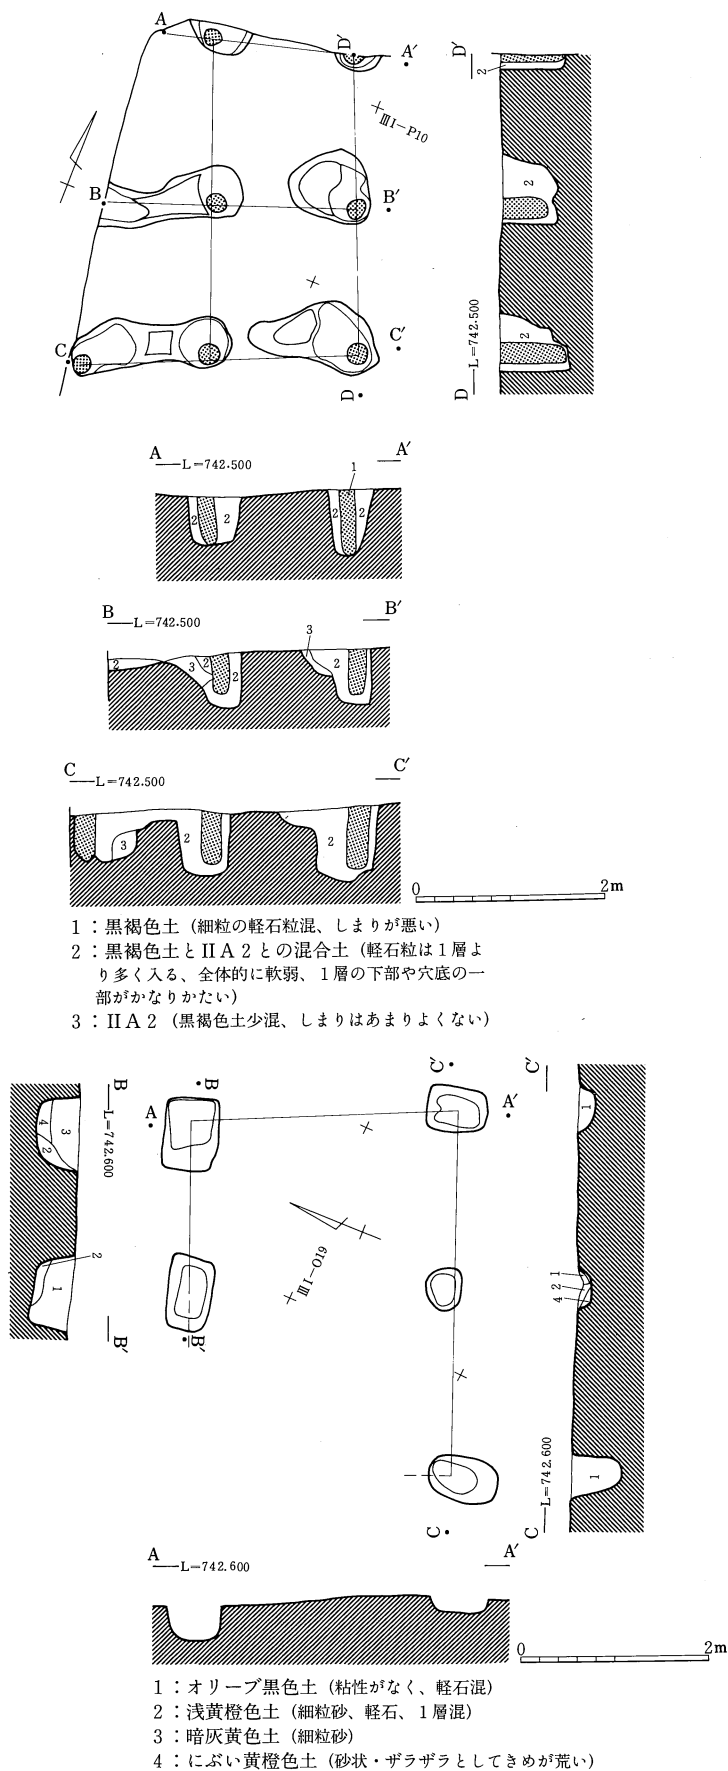 A
D′
A′
ⅢI-P10
B
B′
C
C′
D
D′
2
2
2
D
L=742.500
A
L=742.500
A′
1
2
2
2
2
B
L=742.500
B′
3
2
3
2
2
2
C
L=742.500
C′
3
2
2
0
2m
1：黒褐色土（細粒の軽石粒混、しまりが悪い）
2：黒褐色土とⅡA2との混合土（軽石粒は1層よ
り多く入る、全体的に軟弱、1層の下部や穴底の一
部がかなりかたい）
3：ⅡA2（黒褐色土少混、しまりはあまりよくない）
B
L=742.600
4
3
2
2
1
B′
B
A
C′
A′
ⅢI-O19
B′
C
C′
1
1
2
4
1
C
L=742.600
A
L=742.600
A′
0
2m
1：オリーブ黒色土（粘性がなく、軽石混）
2：浅黄橙色土（細粒砂、軽石、1層混）
3：暗灰黄色土（細粒砂）
4：にぶい黄橙色土（砂状・ザラザラとしてきめが荒い）